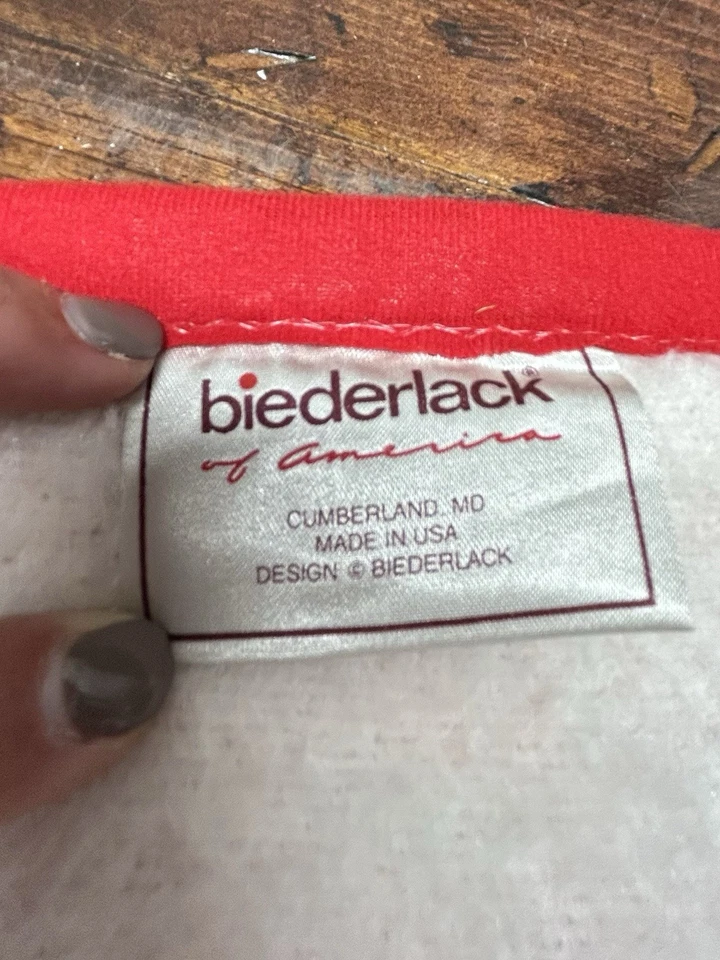 biederlack®
of america
CUMBERLAND MD
MADE IN USA
DESIGN © BIEDERLACK